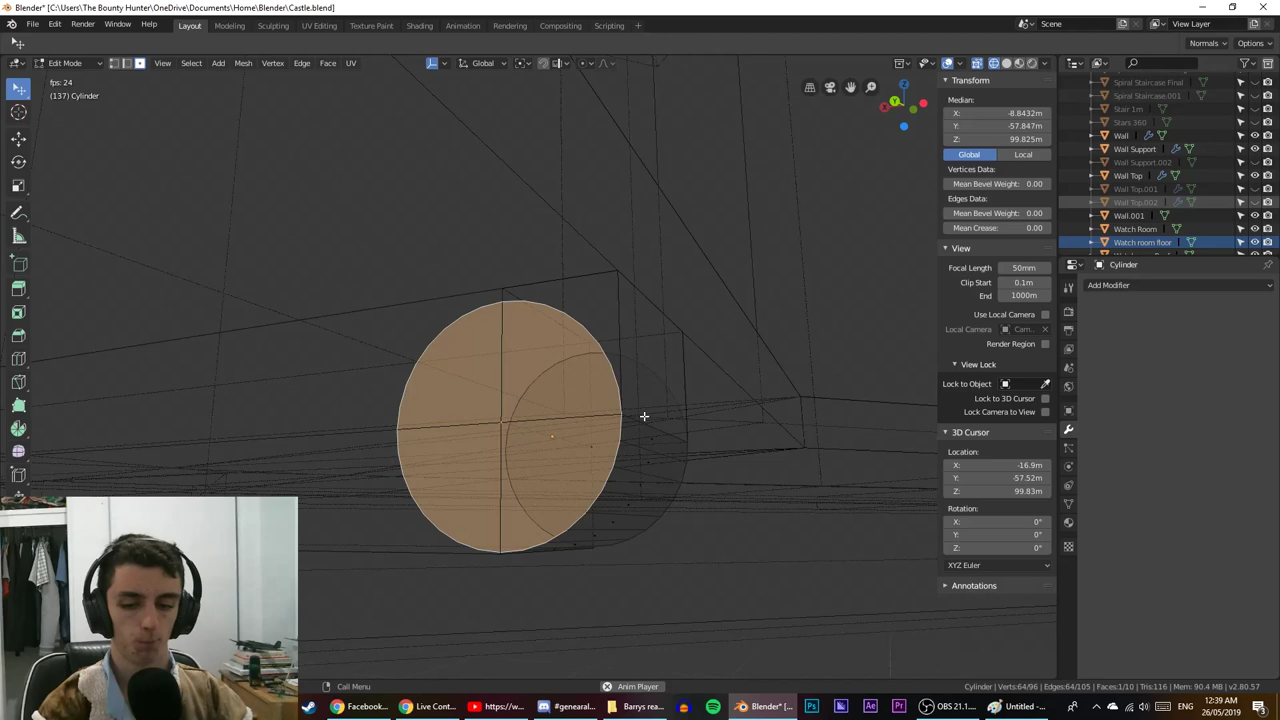 Blender* [C:\Users\The Bounty Hunter\OneDrive\Documents\Home\Blender\Castle.blend]
File Edit Render Window Help Layout Modeling Sculpting UV Editing Texture Paint Shading Animation Rendering Compositing Scripting + Scene View Layer
Normals Options
Edit Mode View Select Add Mesh Vertex Edge Face UV Global
fps: 24
(137) Cylinder
Z
X
Y
Transform
Median:
X: -8.8432m
Y: -57.847m
Z: 99.825m
Global Local
Vertices Data:
Mean Bevel Weight: 0.00
Edges Data:
Mean Bevel Weight: 0.00
Mean Crease: 0.00
View
Focal Length 50mm
Clip Start 0.1m
End 1000m
Use Local Camera
Local Camera Cam...
Render Region
View Lock
Lock to Object
Lock to 3D Cursor
Lock Camera to View
3D Cursor
Location:
X: -16.9m
Y: -57.52m
Z: 99.83m
Rotation:
X: 0°
Y: 0°
Z: 0°
XYZ Euler
Annotations
Spiral Staircase Final
Spiral Staircase.001
Stair 1m
Stars 360
Wall
Wall Support
Wall Support.002
Wall Top
Wall Top.001
Wall Top.002
Wall.001
Watch Room
Watch room floor
Cylinder
Add Modifier
Call Menu Anim Player Cylinder | Verts:64/96 | Edges:64/105 | Faces:1/10 | Tris:116 | Mem: 90.4 MB | v2.80.57
Facebook... Live Cont... https://w... #general... Barrys rea... Blender* [... Ps Ae Pr OBS 21.1.... Untitled -... 12:39 AM
26/05/2019